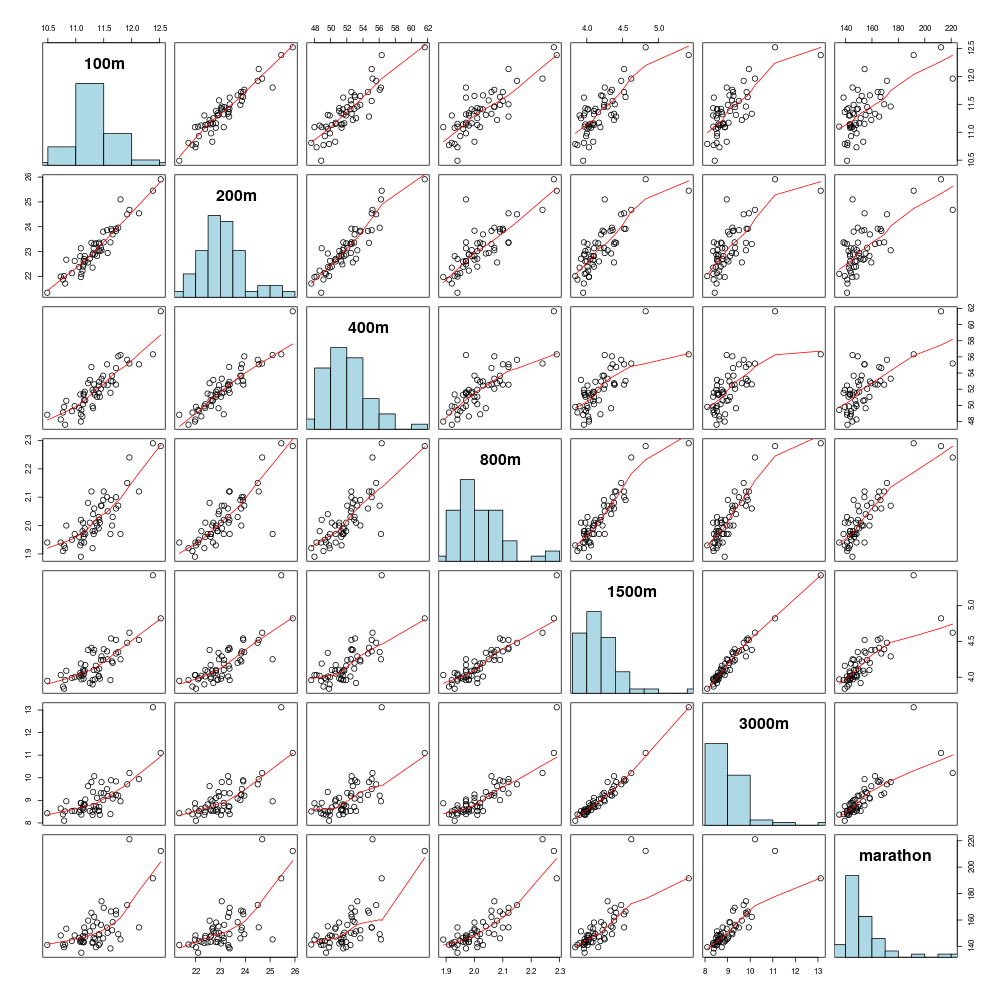 10.5 11.0 11.5 12.0 12.5 48 50 52 54 56 58 60 62 4.0 4.5 5.0 140 160 180 200 220
100m
10.5 11.0 11.5 12.0 12.5
22 23 24 25 26
200m
400m
48 50 52 54 56 58 60 62
1.9 2.0 2.1 2.2 2.3
800m
1500m
4.0 4.5 5.0
8 9 10 11 12 13
3000m
marathon
140 160 180 200 220
22 23 24 25 26 1.9 2.0 2.1 2.2 2.3 8 9 10 11 12 13